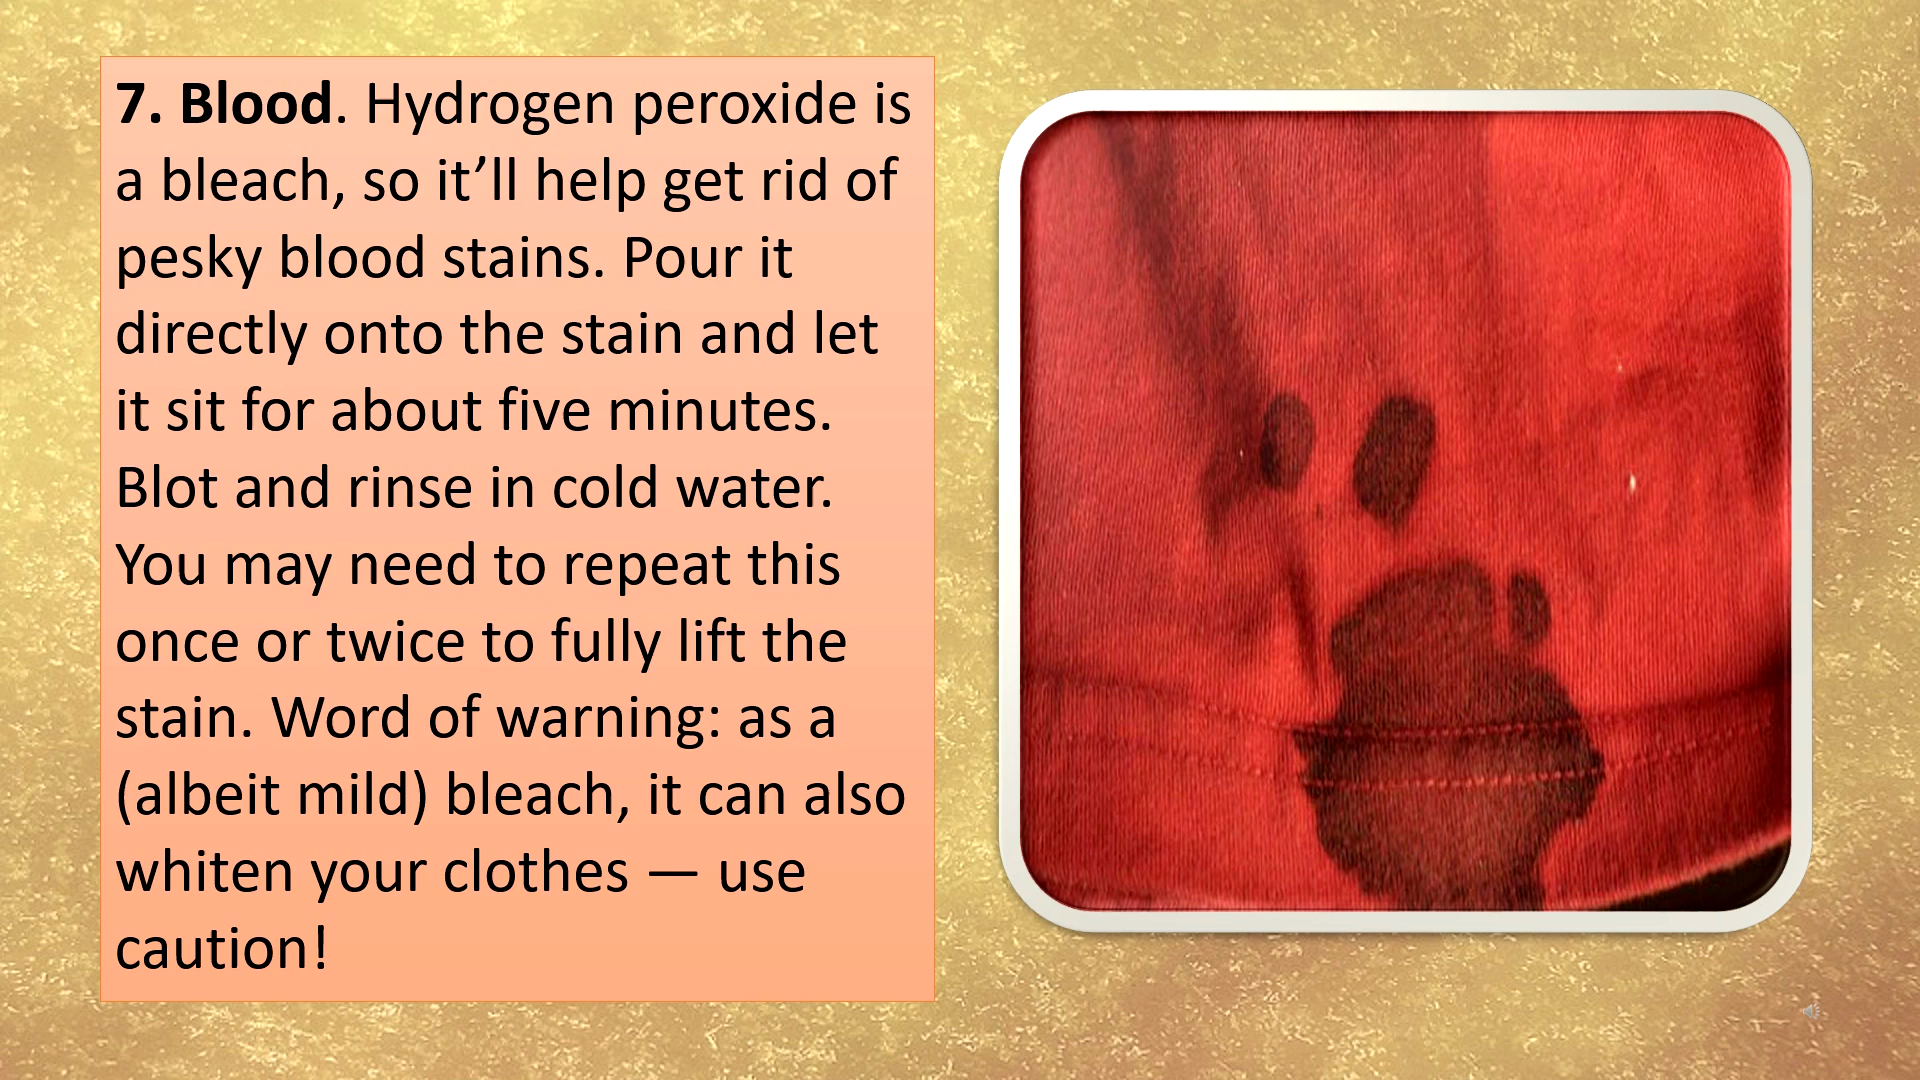 7. Blood. Hydrogen peroxide is
a bleach, so it’ll help get rid of
pesky blood stains. Pour it
directly onto the stain and let
it sit for about five minutes.
Blot and rinse in cold water.
You may need to repeat this
once or twice to fully lift the
stain. Word of warning: as a
(albeit mild) bleach, it can also
whiten your clothes — use
caution!